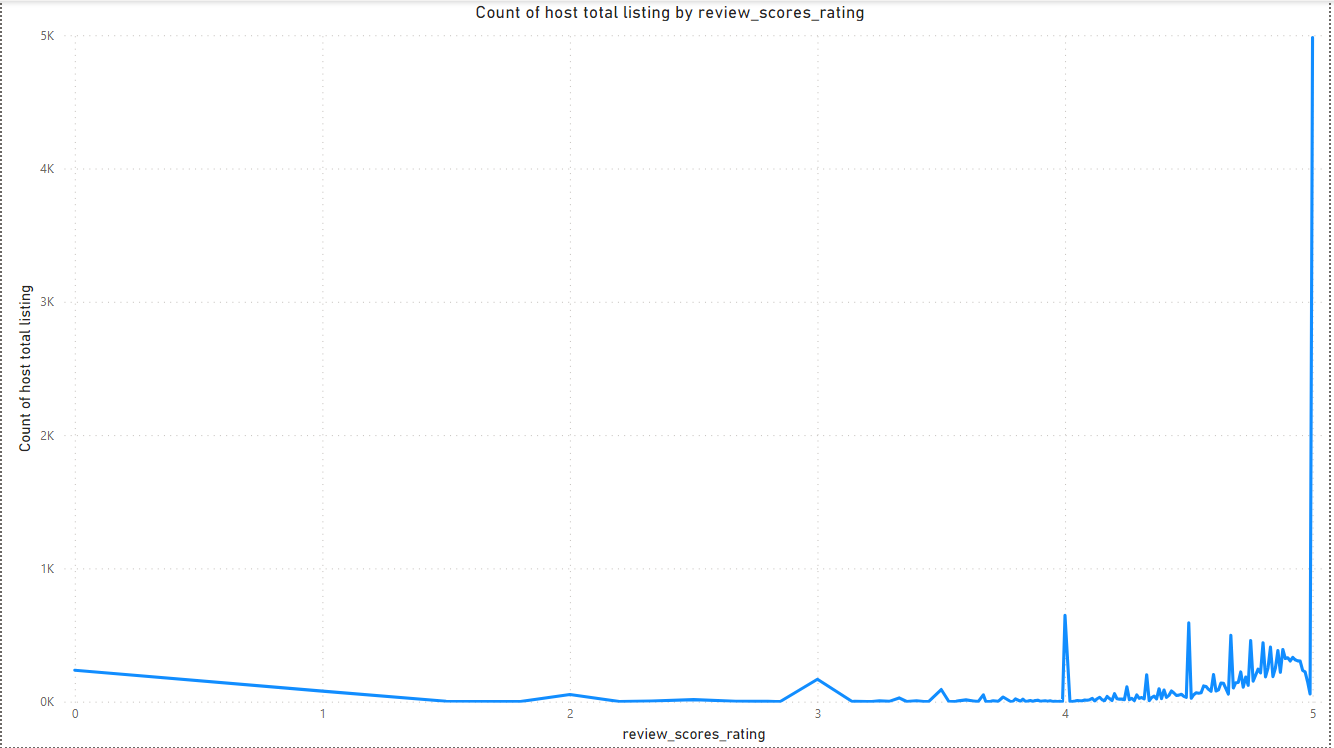 Count of host total listing by review_scores_rating
5K
4K
3K
2K
1K
0K
Count of host total listing
0 1 2 3 4 5
review_scores_rating